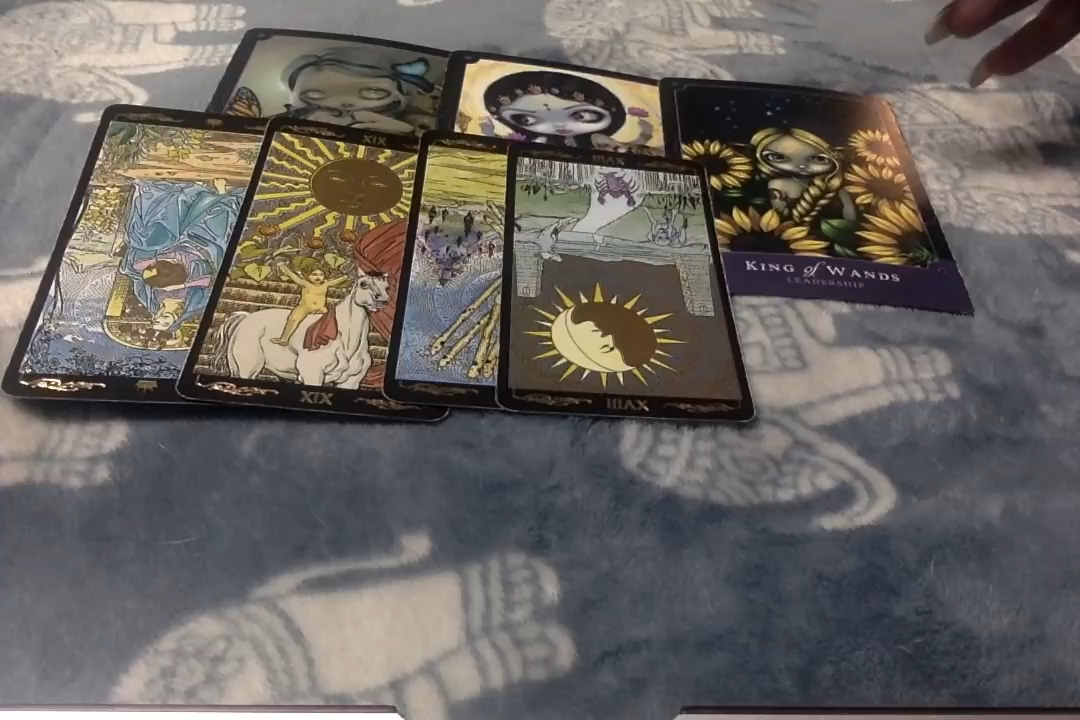 XIX
XVIII
KING of WANDS
LEADERSHIP
XIX
XVIII